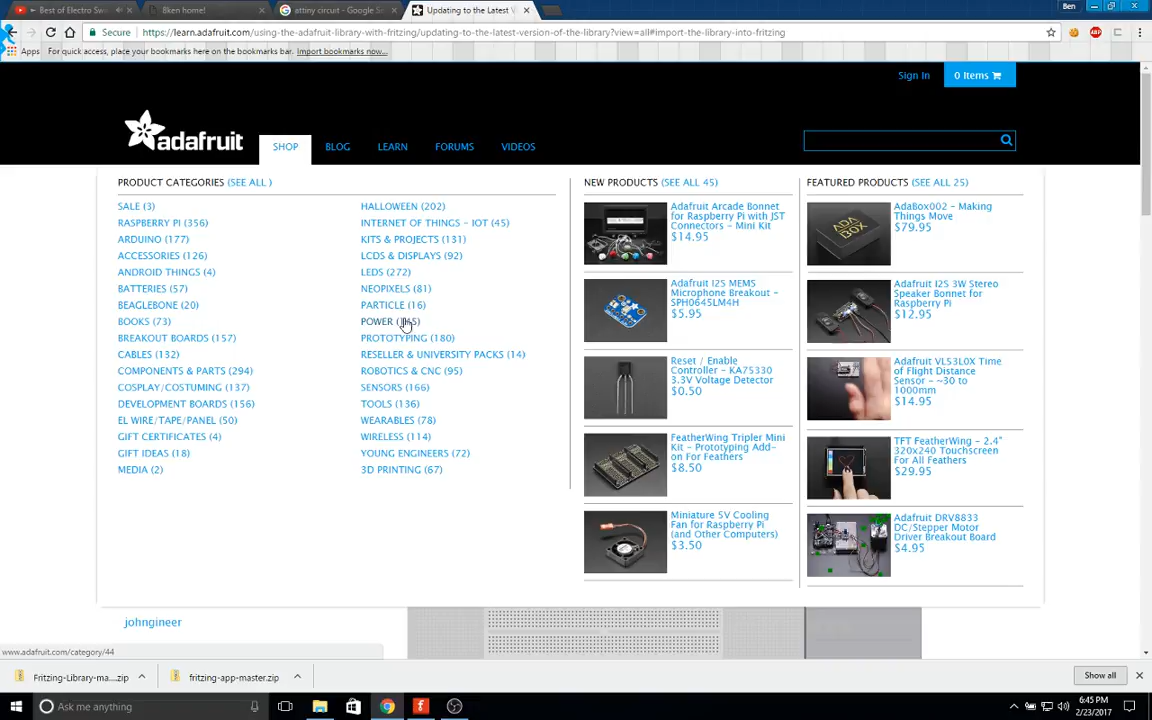 Best of Electro Sw
Bken home!
attiny circuit - Google S
Updating to the Latest V
Ben
Secure
https://learn.adafruit.com/using-the-adafruit-library-with-fritzing/updating-to-the-latest-version-of-the-library?view=all#import-the-library-into-fritzing
Apps
For quick access, place your bookmarks here on the bookmarks bar.
Import bookmarks now...
Sign In
0 Items
adafruit
SHOP
BLOG
LEARN
FORUMS
VIDEOS
PRODUCT CATEGORIES (SEE ALL )
SALE (3)
RASPBERRY PI (356)
ARDUINO (177)
ACCESSORIES (126)
ANDROID THINGS (4)
BATTERIES (57)
BEAGLEBONE (20)
BOOKS (73)
BREAKOUT BOARDS (157)
CABLES (132)
COMPONENTS & PARTS (294)
COSPLAY/COSTUMING (137)
DEVELOPMENT BOARDS (156)
EL WIRE/TAPE/PANEL (50)
GIFT CERTIFICATES (4)
GIFT IDEAS (18)
MEDIA (2)
HALLOWEEN (202)
INTERNET OF THINGS - IOT (45)
KITS & PROJECTS (131)
LCDS & DISPLAYS (92)
LEDS (272)
NEOPIXELS (81)
PARTICLE (16)
POWER
PROTOTYPING (180)
RESELLER & UNIVERSITY PACKS (14)
ROBOTICS & CNC (95)
SENSORS (166)
TOOLS (136)
WEARABLES (78)
WIRELESS (114)
YOUNG ENGINEERS (72)
3D PRINTING (67)
NEW PRODUCTS (SEE ALL 45)
Adafruit Arcade Bonnet
for Raspberry Pi with JST
Connectors - Mini Kit
$14.95
Adafruit I2S MEMS
Microphone Breakout -
SPH0645LM4H
$5.95
Reset / Enable
Controller - KA75330
3.3V Voltage Detector
$0.50
FeatherWing Tripler Mini
Kit - Prototyping Add-
on For Feathers
$8.50
Miniature 5V Cooling
Fan for Raspberry Pi
(and Other Computers)
$3.50
FEATURED PRODUCTS (SEE ALL 25)
ADA
BOX
AdaBox002 - Making
Things Move
$79.95
Adafruit I2S 3W Stereo
Speaker Bonnet for
Raspberry Pi
$12.95
Adafruit VL53L0X Time
of Flight Distance
Sensor - ~30 to
1000mm
$14.95
TFT FeatherWing - 2.4"
320x240 Touchscreen
For All Feathers
$29.95
Adafruit DRV8833
DC/Stepper Motor
Driver Breakout Board
$4.95
johngineer
www.adafruit.com/category/44
Fritzing-Library-ma....zip
fritzing-app-master.zip
Show all
Ask me anything
6:45 PM
2/23/2017